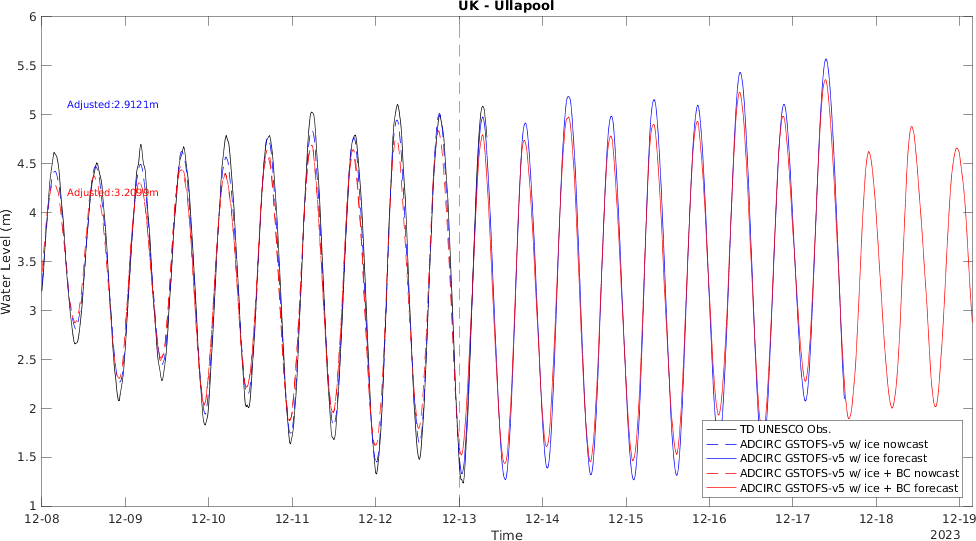 UK - Ullapool
6
5.5
5
4.5
4
3.5
3
2.5
2
1.5
1
Water Level (m)
Adjusted:2.9121m
Adjusted:3.2099m
TD UNESCO Obs.
ADCIRC GSTOFS-v5 w/ ice nowcast
ADCIRC GSTOFS-v5 w/ ice forecast
ADCIRC GSTOFS-v5 w/ ice + BC nowcast
ADCIRC GSTOFS-v5 w/ ice + BC forecast
12-08 12-09 12-10 12-11 12-12 12-13 12-14 12-15 12-16 12-17 12-18 12-19
Time
2023